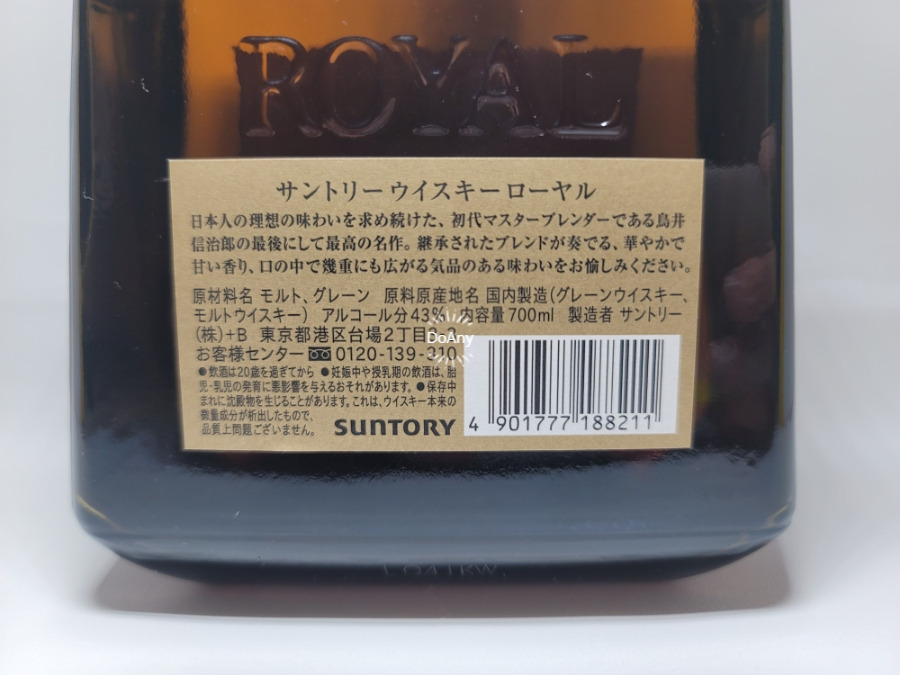 ROYAL
サントリー ウイスキー ローヤル
日本人の理想の味わいを求め続けた、初代マスターブレンダーである鳥井
信治郎の最後にして最高の名作。継承されたブレンドが奏でる、華やかで
甘い香り、口の中で幾重にも広がる気品のある味わいをお愉しみください。
原材料名 モルト、グレーン 原料原産地名 国内製造(グレーンウイスキー、
モルトウイスキー) アルコール分43% 内容量700ml 製造者 サントリー
(株)+B 東京都港区台場2丁目
DoAny
お客様センター 0120-139-310
●飲酒は20歳を過ぎてから ●妊娠中や授乳期の飲酒は、胎
児・乳児の発育に悪影響を与えるおそれがあります。●保存中
まれに沈殿物を生じることがあります。これは、ウイスキー本来の
微量成分が析出したもので、
品質上問題ございません。
SUNTORY
4 901777 188211